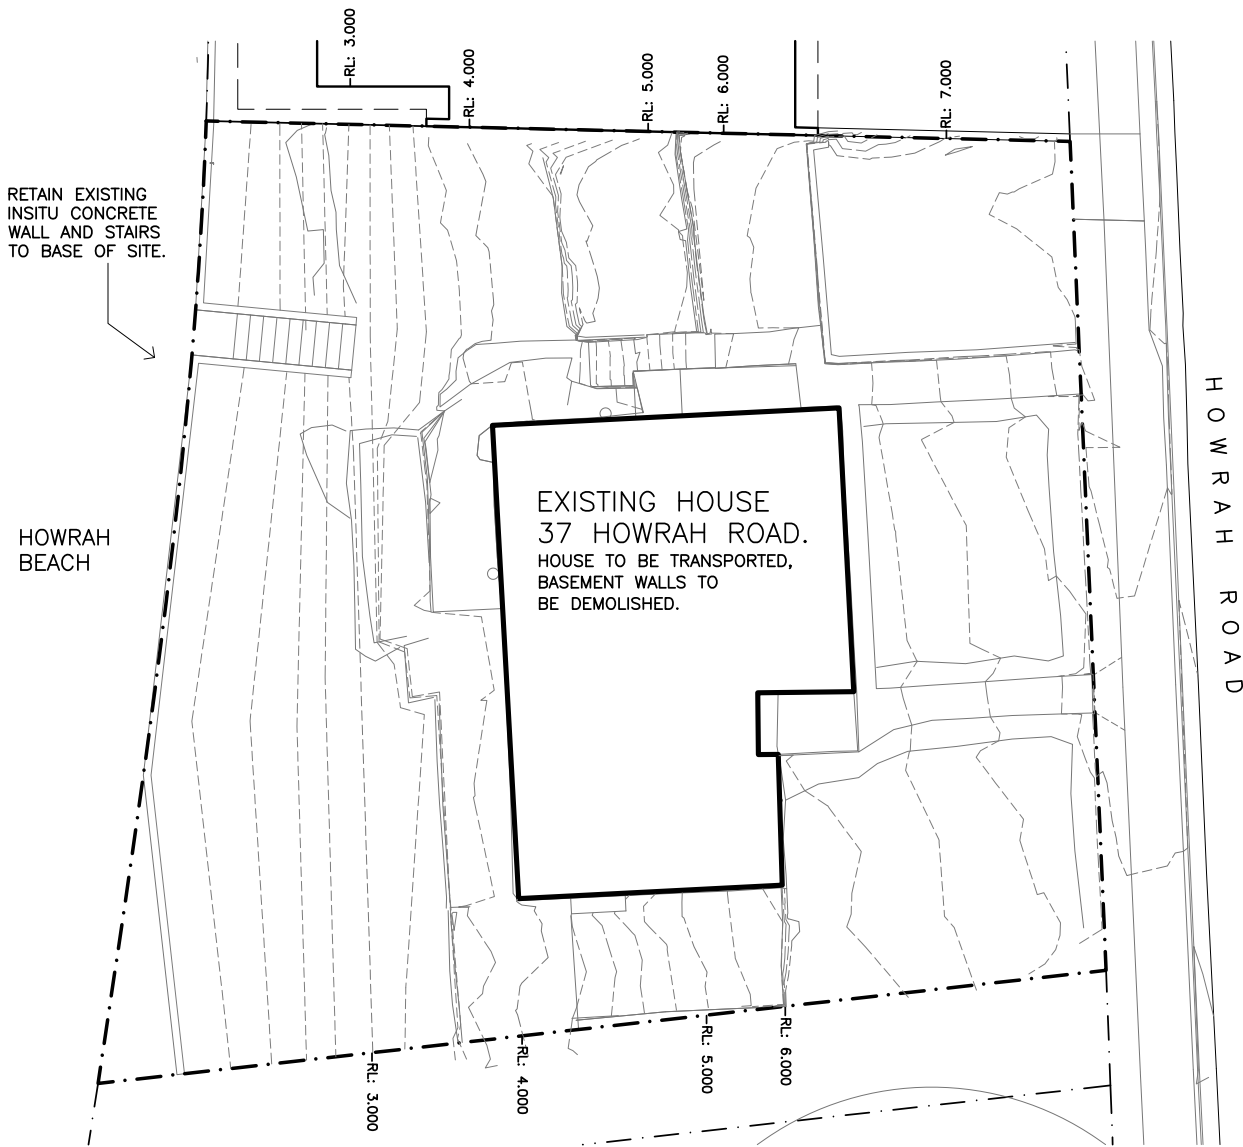 RL: 3.000
RL: 4.000
RL: 5.000
RL: 6.000
RL: 7.000
RETAIN EXISTING
INSITU CONCRETE
WALL AND STAIRS
TO BASE OF SITE.
HOWRAH
BEACH
EXISTING HOUSE
37 HOWRAH ROAD.
HOUSE TO BE TRANSPORTED,
BASEMENT WALLS TO
BE DEMOLISHED.
HOWRAH ROAD
RL: 3.000
RL: 4.000
RL: 5.000
RL: 6.000